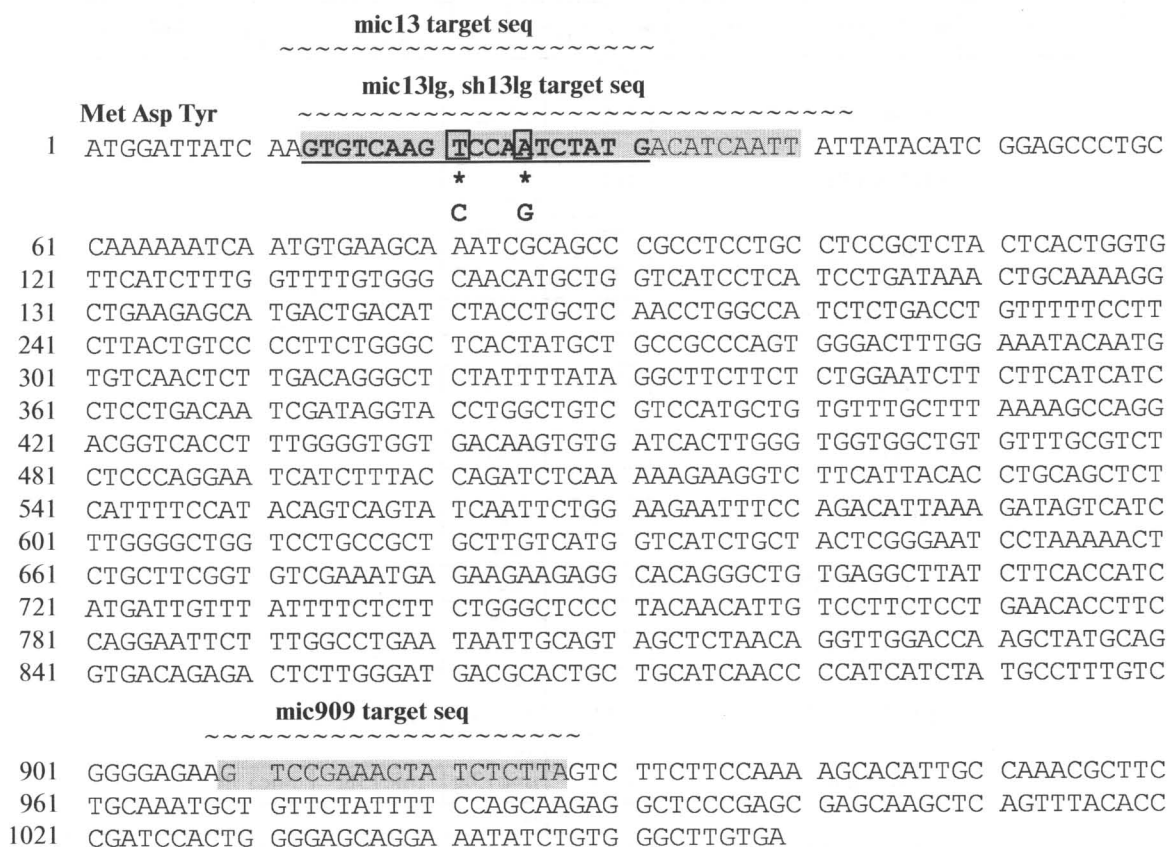 mic13 target seq
~~~~~~~~~~~~~~~~~~~~~
mic13lg, sh13lg target seq
Met Asp Tyr ~~~~~~~~~~~~~~~~~~~~~~~~~~~~~~~
1 ATGGATTATC AAGTGTCAAG TCCAATCTATG GACATCAATT ATTATACATC GGAGCCCTGC
* *
C G
61 CAAAAAATCA ATGTGAAGCA AATCGCAGCC CGCCTCCTGC CTCCGCTCTA CTCACTGGTG
121 TTCATCTTTG GTTTTGTGGG CAACATGCTG GTCATCCTCA TCCTGATAAA CTGCAAAAGG
131 CTGAAGAGCA TGACTGACAT CTACCTGCTC AACCTGGCCA TCTCTGACCT GTTTTTCCTT
241 CTTACTGTCC CCTTCTGGGC TCACTATGCT GCCGCCCAGT GGGACTTTGG AAATACAATG
301 TGTCAACTCT TGACAGGGCT CTATTTTATA GGCTTCTTCT CTGGAATCTT CTTCATCATC
361 CTCCTGACAA TCGATAGGTA CCTGGCTGTC GTCCATGCTG TGTTTGCTTT AAAAGCCAGG
421 ACGGTCACCT TTGGGGTGGT GACAAGTGTG ATCACTTGGG TGGTGGCTGT GTTTGCGTCT
481 CTCCCAGGAA TCATCTTTAC CAGATCTCAA AAAGAAGGTC TTCATTACAC CTGCAGCTCT
541 CATTTTCCAT ACAGTCAGTA TCAATTCTGG AAGAATTTCC AGACATTAAA GATAGTCATC
601 TTGGGGCTGG TCCTGCCGCT GCTTGTCATG GTCATCTGCT ACTCGGGAAT CCTAAAAACT
661 CTGCTTCGGT GTCGAAATGA GAAGAAGAGG CACAGGGCTG TGAGGCTTAT CTTCACCATC
721 ATGATTGTTT ATTTTCTCTT CTGGGCTCCC TACAACATTG TCCTTCTCCT GAACACCTTC
781 CAGGAATTCT TTGGCCTGAA TAATTGCAGT AGCTCTAACA GGTTGGACCA AGCTATGCAG
841 GTGACAGAGA CTCTTGGGAT GACGCACTGC TGCATCAACC CCATCATCTA TGCCTTTGTC
mic909 target seq
~~~~~~~~~~~~~~~~~~~~~
901 GGGGAGAAG TCCGAAACTA TCTCTTAGTC TTCTTCCAAA AGCACATTGC CAAACGCTTC
961 TGCAAATGCT GTTCTATTTT CCAGCAAGAG GCTCCCGAGC GAGCAAGCTC AGTTTACACC
1021 CGATCCACTG GGGAGCAGGA AATATCTGTG GGCTTGTGA